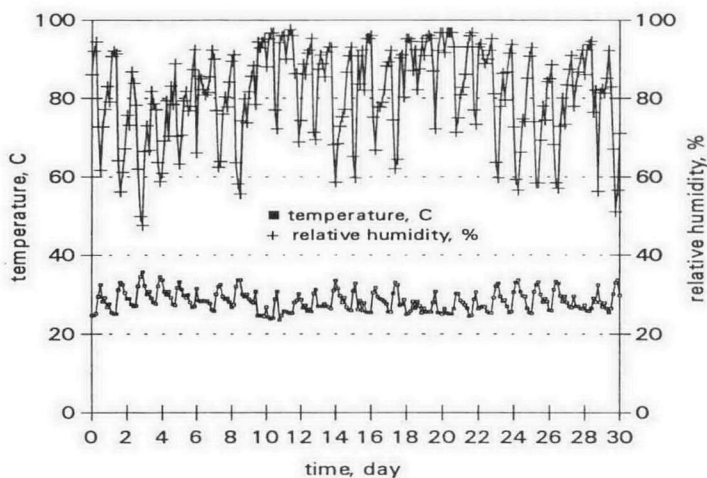 100
80
60
40
20
0
temperature, C
■ temperature, C
+ relative humidity, %
100
80
60
40
20
0
relative humidity, %
0 2 4 6 8 10 12 14 16 18 20 22 24 26 28 30
time, day